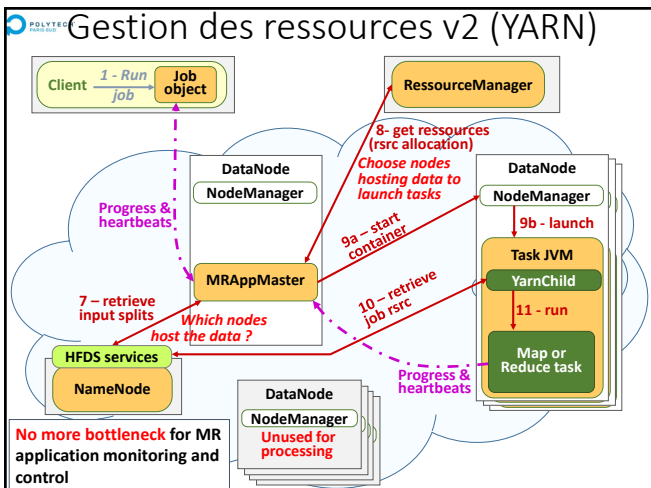 POLYTECH
PARIS-SUD
Gestion des ressources v2 (YARN)
Client
1 - Run
job
Job
object
RessourceManager
8- get ressources
(rsrc allocation)
Choose nodes
hosting data to
launch tasks
DataNode
NodeManager
DataNode
NodeManager
Progress &
heartbeats
9a – start
container
9b - launch
Task JVM
MRAppMaster
YarnChild
7 – retrieve
input splits
10 – retrieve
job rsrc
11 - run
Which nodes
host the data ?
HFDS services
NameNode
Map or
Reduce task
Progress &
heartbeats
DataNode
NodeManager
Unused for
processing
No more bottleneck for MR
application monitoring and
control